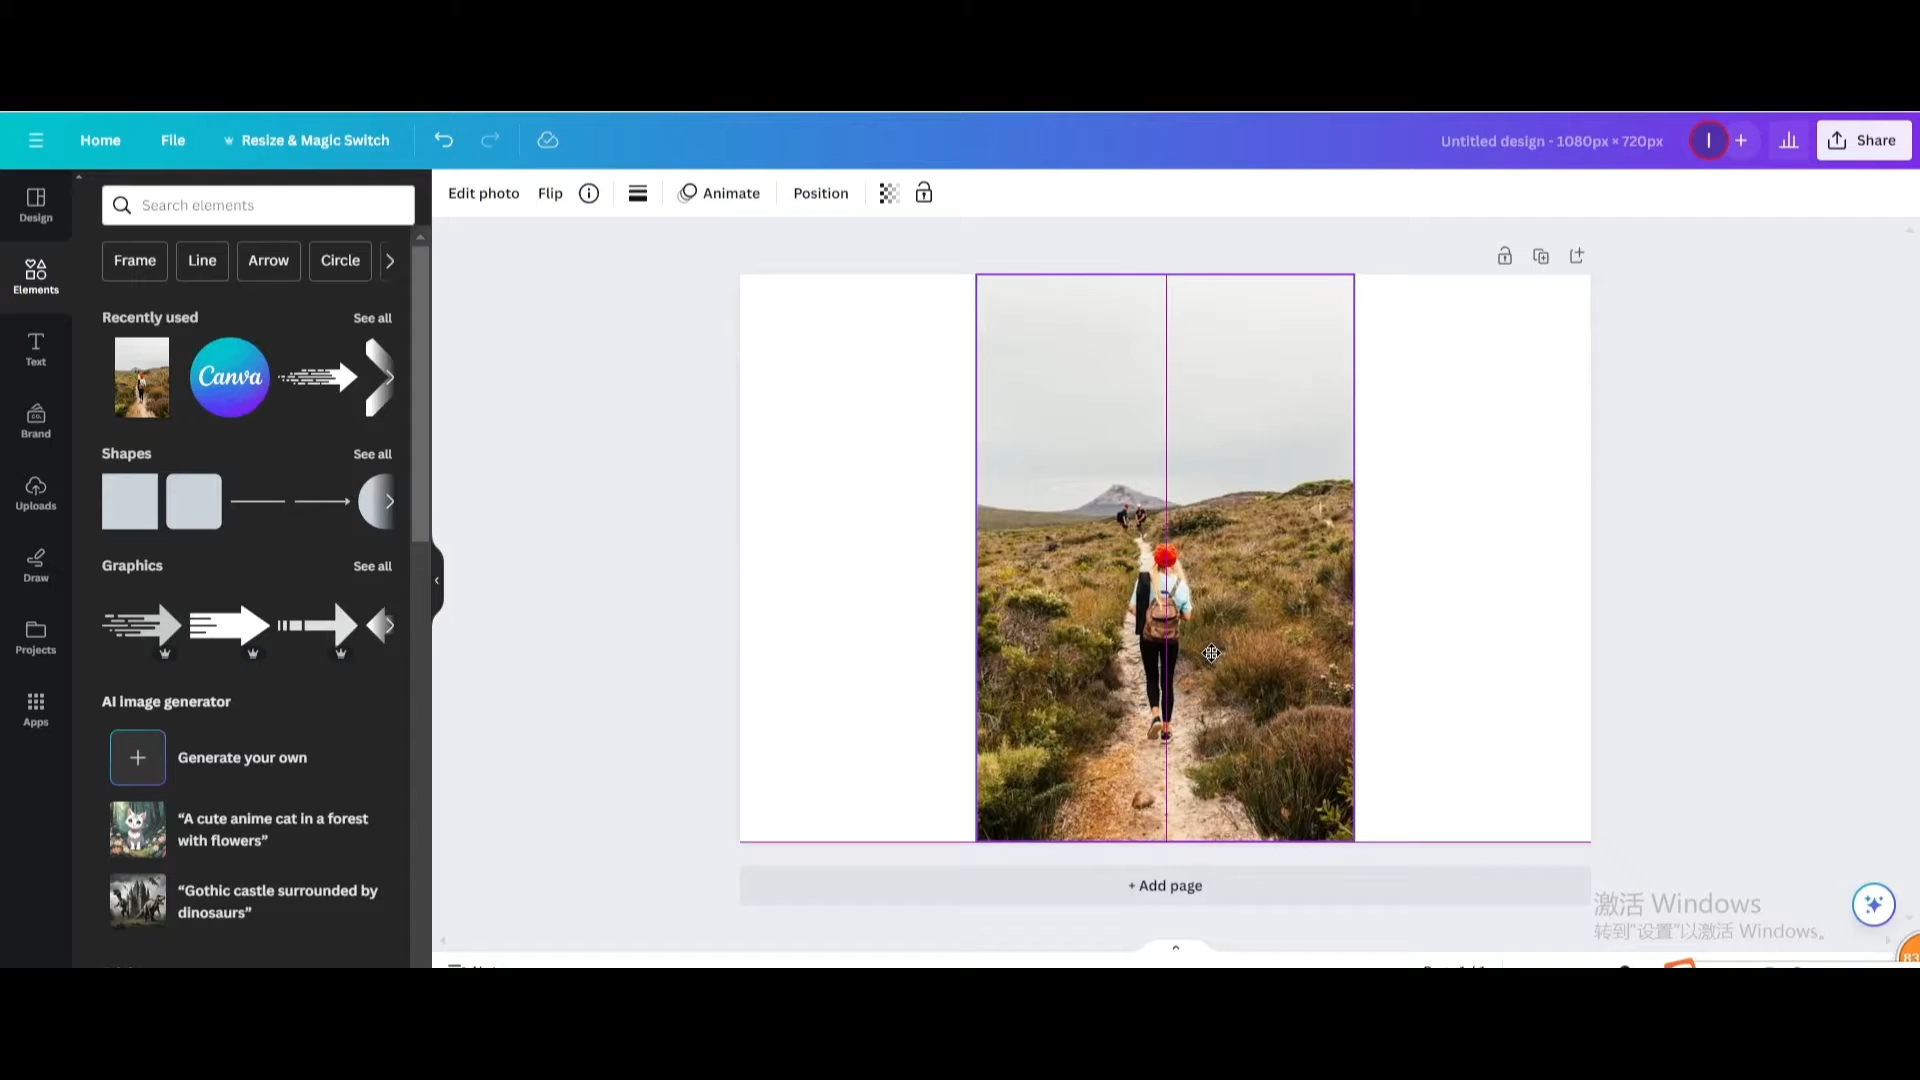 Home
File
Resize & Magic Switch
Untitled design - 1080px × 720px
Share
Design
Elements
Text
Brand
Uploads
Draw
Projects
Apps
Search elements
Frame
Line
Arrow
Circle
Recently used
See all
Canva
Shapes
See all
Graphics
See all
AI image generator
Generate your own
“A cute anime cat in a forest
with flowers”
“Gothic castle surrounded by
dinosaurs”
Edit photo
Flip
Animate
Position
+ Add page
激活 Windows
转到“设置”以激活 Windows。
83